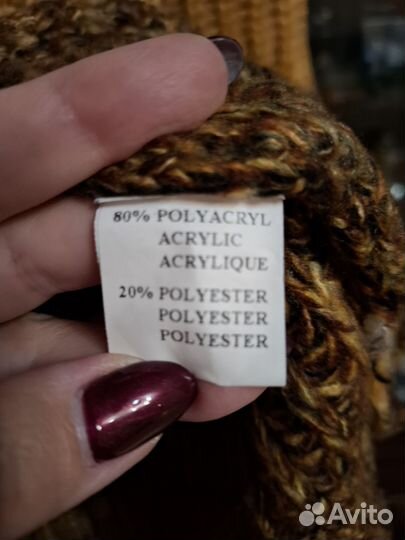 80% POLYACRYL
ACRYLIC
ACRYLIQUE
20% POLYESTER
POLYESTER
POLYESTER
Avito